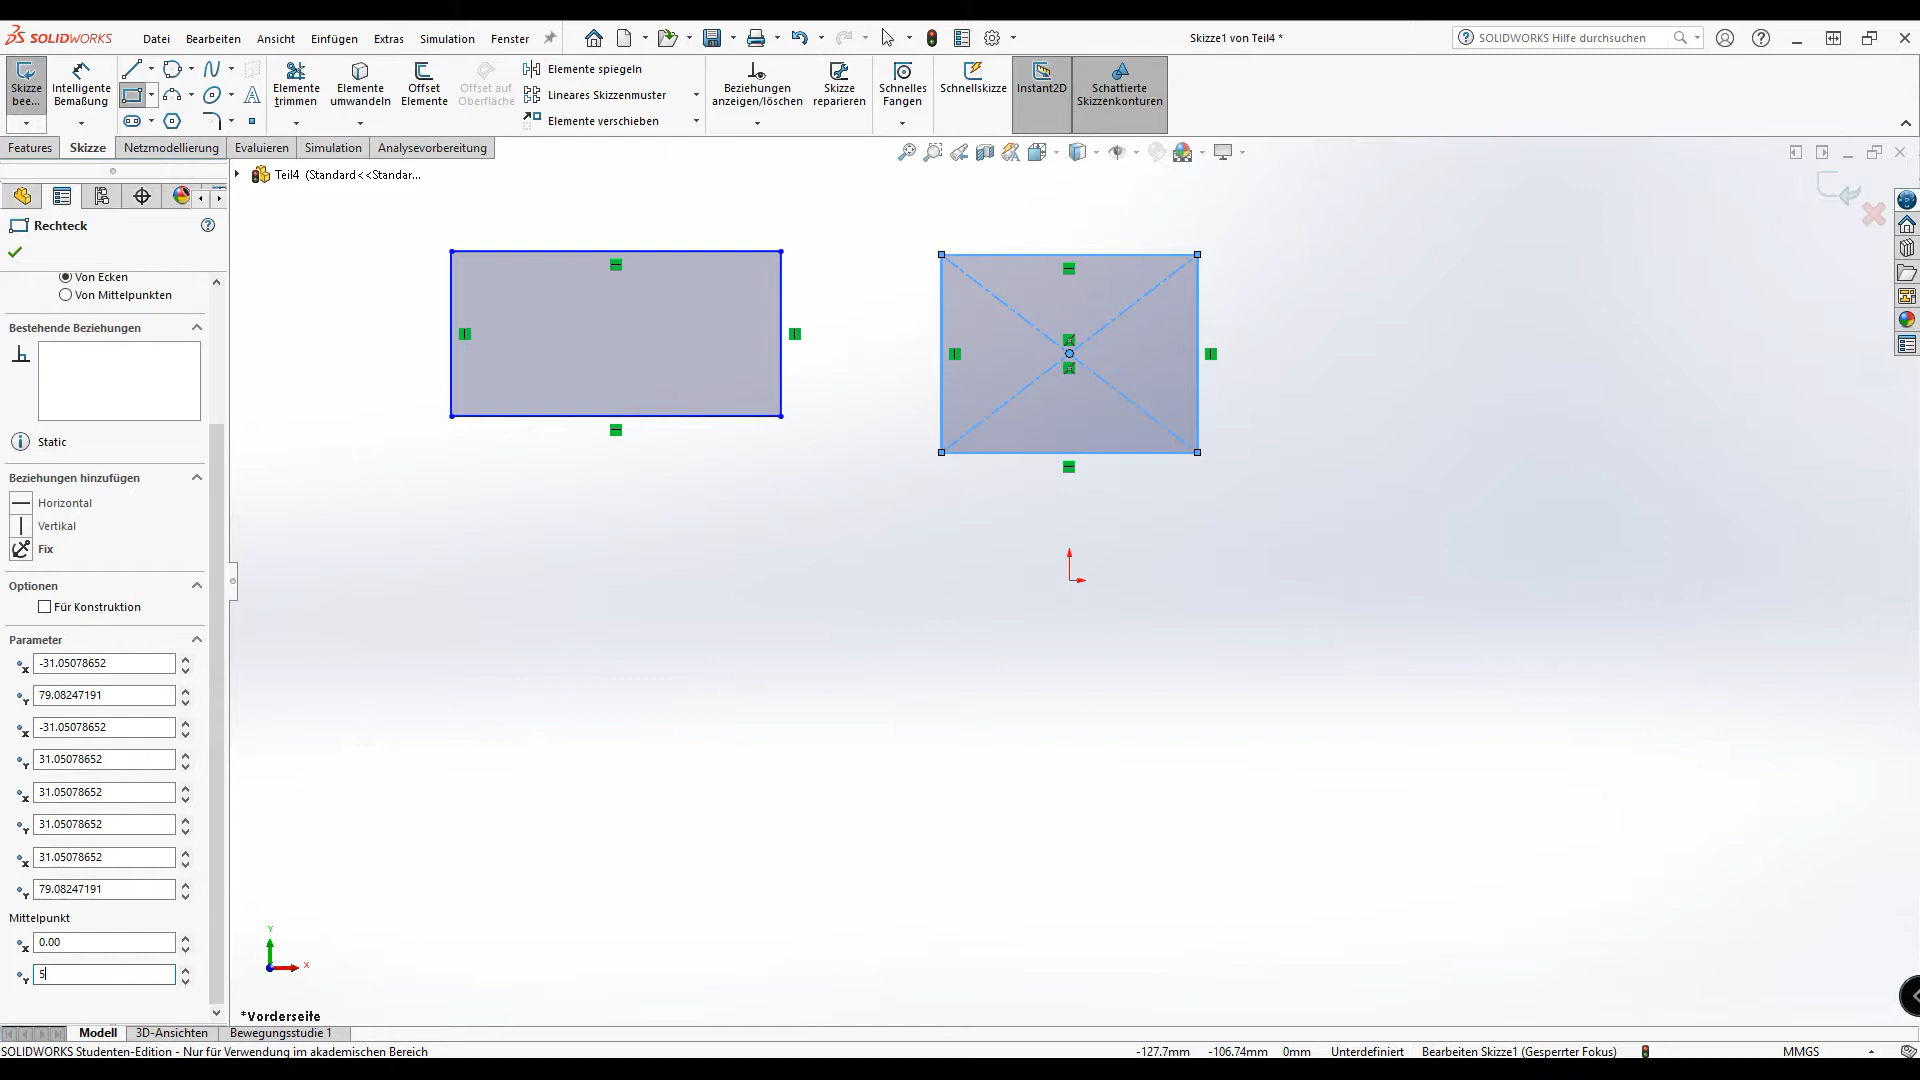 SOLIDWORKS
Datei Bearbeiten Ansicht Einfügen Extras Simulation Fenster
Skizze1 von Teil4 *
SOLIDWORKS Hilfe durchsuchen
Skizze bee...
Intelligente Bemaßung
Elemente trimmen
Elemente umwandeln
Offset Elemente
Offset auf Oberfläche
Elemente spiegeln
Lineares Skizzenmuster
Elemente verschieben
Beziehungen anzeigen/löschen
Skizze reparieren
Schnelles Fangen
Schnellskizze
Instant2D
Schattierte Skizzenkonturen
Features Skizze Netzmodellierung Evaluieren Simulation Analysevorbereitung
Teil4 (Standard<<Standar...
Rechteck
Von Ecken
Von Mittelpunkten
Bestehende Beziehungen
Static
Beziehungen hinzufügen
Horizontal
Vertikal
Fix
Optionen
Für Konstruktion
Parameter
x -31.05078652
Y 79.08247191
x -31.05078652
Y 31.05078652
x 31.05078652
Y 31.05078652
x 31.05078652
Y 79.08247191
Mittelpunkt
x 0.00
Y 5
Y
X
*Vorderseite
Modell 3D-Ansichten Bewegungsstudie 1
SOLIDWORKS Studenten-Edition - Nur für Verwendung im akademischen Bereich
-127.7mm -106.74mm 0mm Unterdefiniert Bearbeiten Skizze1 (Gesperrter Fokus) MMGS